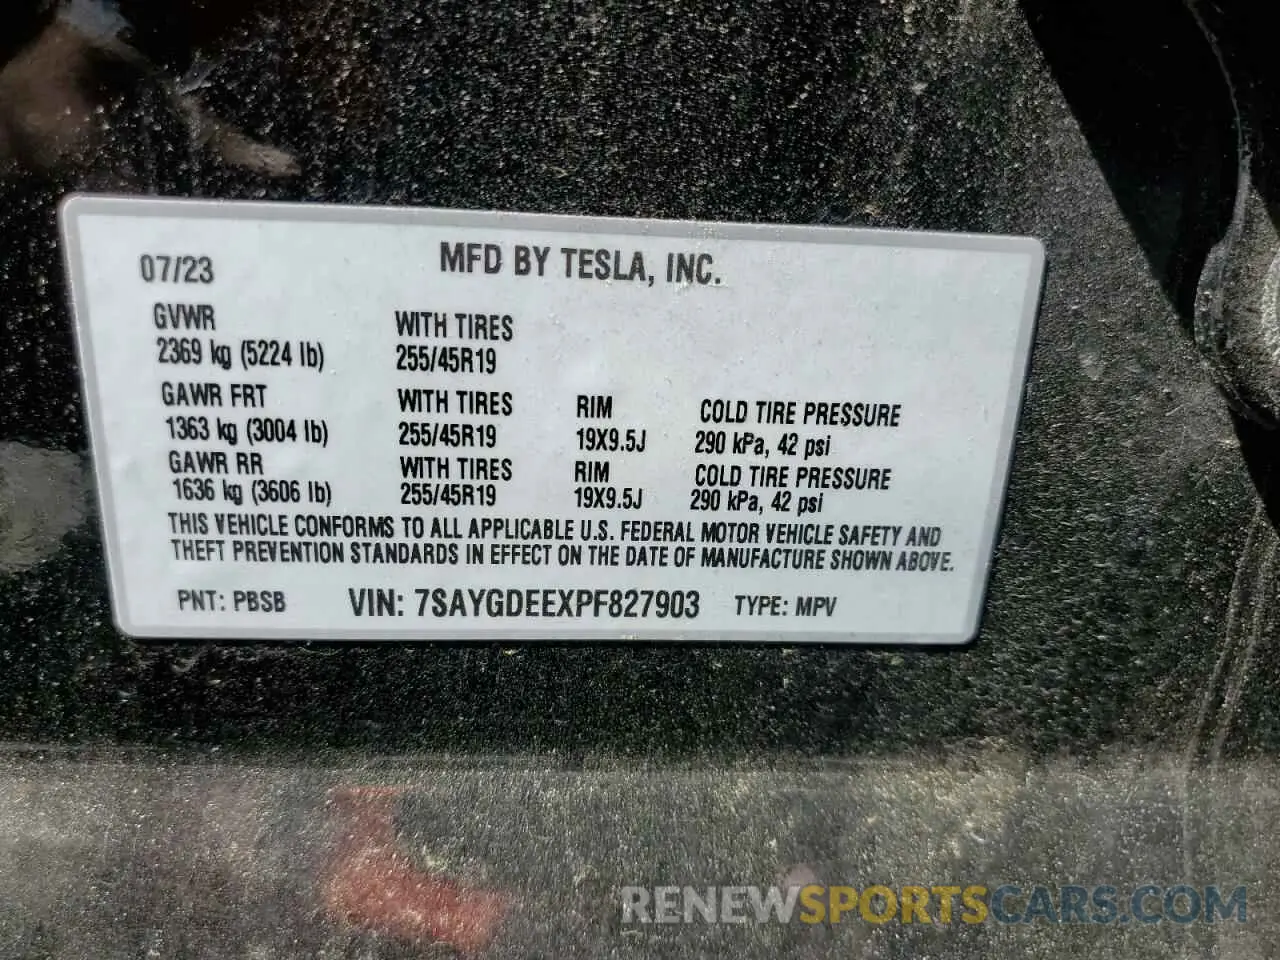 07/23 MFD BY TESLA, INC.
GVWR WITH TIRES
2369 kg (5224 lb) 255/45R19
GAWR FRT WITH TIRES RIM COLD TIRE PRESSURE
1363 kg (3004 lb) 255/45R19 19X9.5J 290 kPa, 42 psi
GAWR RR WITH TIRES RIM COLD TIRE PRESSURE
1636 kg (3606 lb) 255/45R19 19X9.5J 290 kPa, 42 psi
THIS VEHICLE CONFORMS TO ALL APPLICABLE U.S. FEDERAL MOTOR VEHICLE SAFETY AND
THEFT PREVENTION STANDARDS IN EFFECT ON THE DATE OF MANUFACTURE SHOWN ABOVE.
PNT: PBSB VIN: 7SAYGDEEXPF827903 TYPE: MPV
RENEWSPORTSCARS.COM